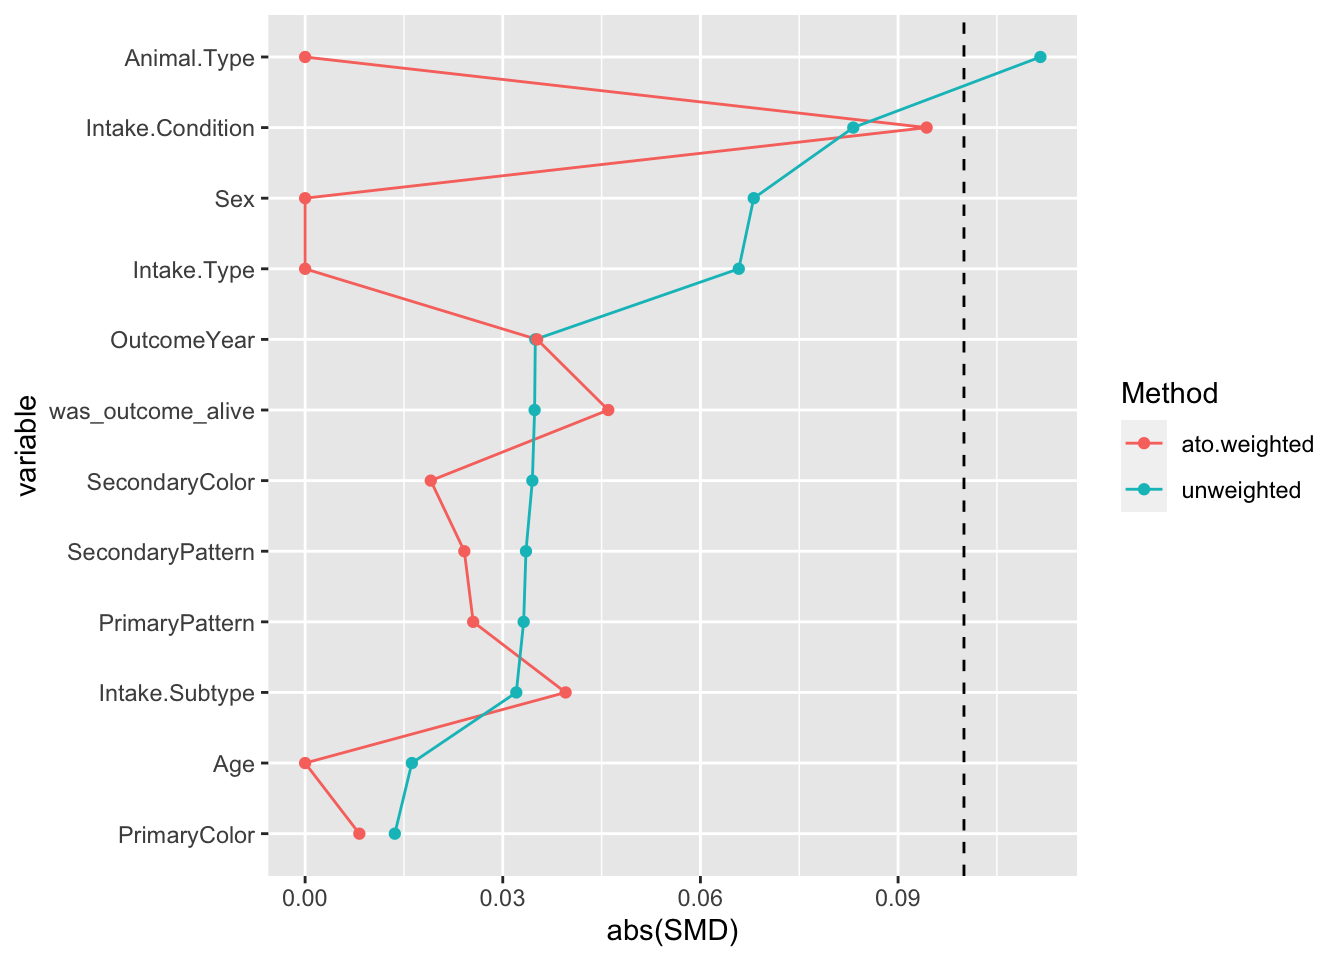 Animal.Type
Intake.Condition
Sex
Intake.Type
OutcomeYear
was_outcome_alive
SecondaryColor
SecondaryPattern
PrimaryPattern
Intake.Subtype
Age
PrimaryColor
variable
0.00 0.03 0.06 0.09
abs(SMD)
Method
ato.weighted
unweighted